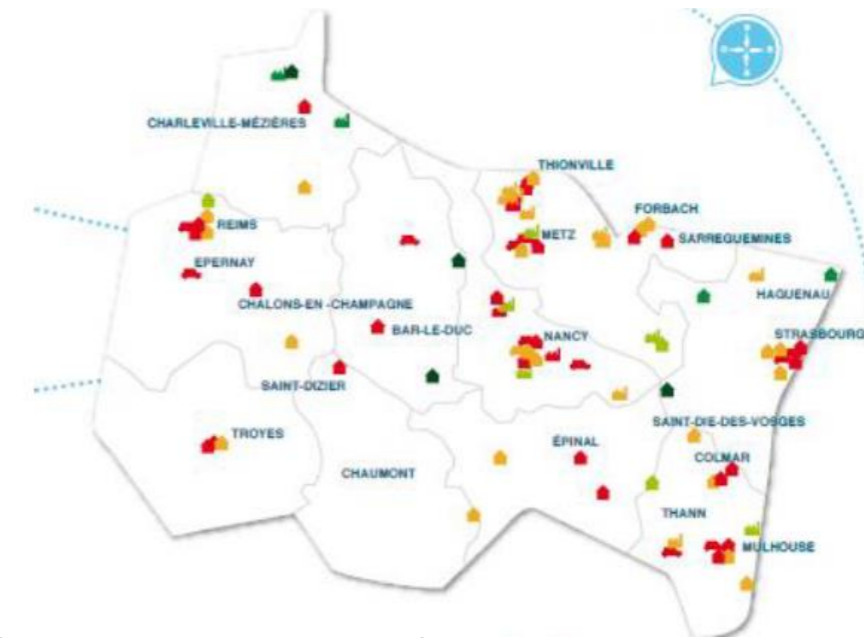 CHARLEVILLE-MÉZIÈRES
THIONVILLE
FORBACH
REIMS
METZ
SARREGUEMINES
EPERNAY
HAGUENAU
CHALONS-EN -CHAMPAGNE
BAR-LE-DUC
NANCY
STRASBOURG
SAINT-DIZIER
SAINT-DIE-DES-VOSGES
TROYES
ÉPINAL
COLMAR
CHAUMONT
THANN
MULHOUSE